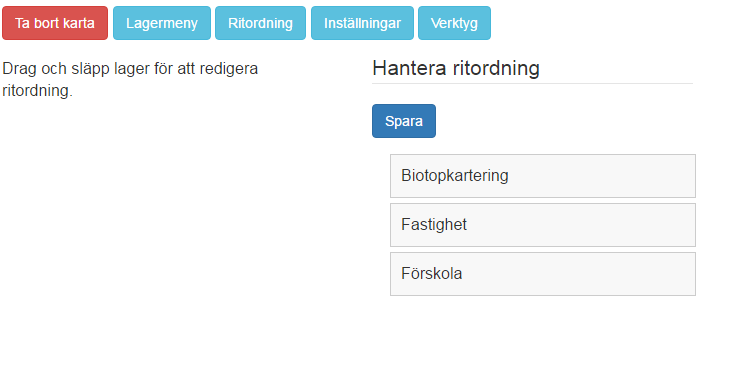 Ta bort karta Lagermeny Ritordning Inställningar Verktyg
Drag och släpp lager för att redigera
ritordning.
Hantera ritordning
Spara
Biotopkartering
Fastighet
Förskola